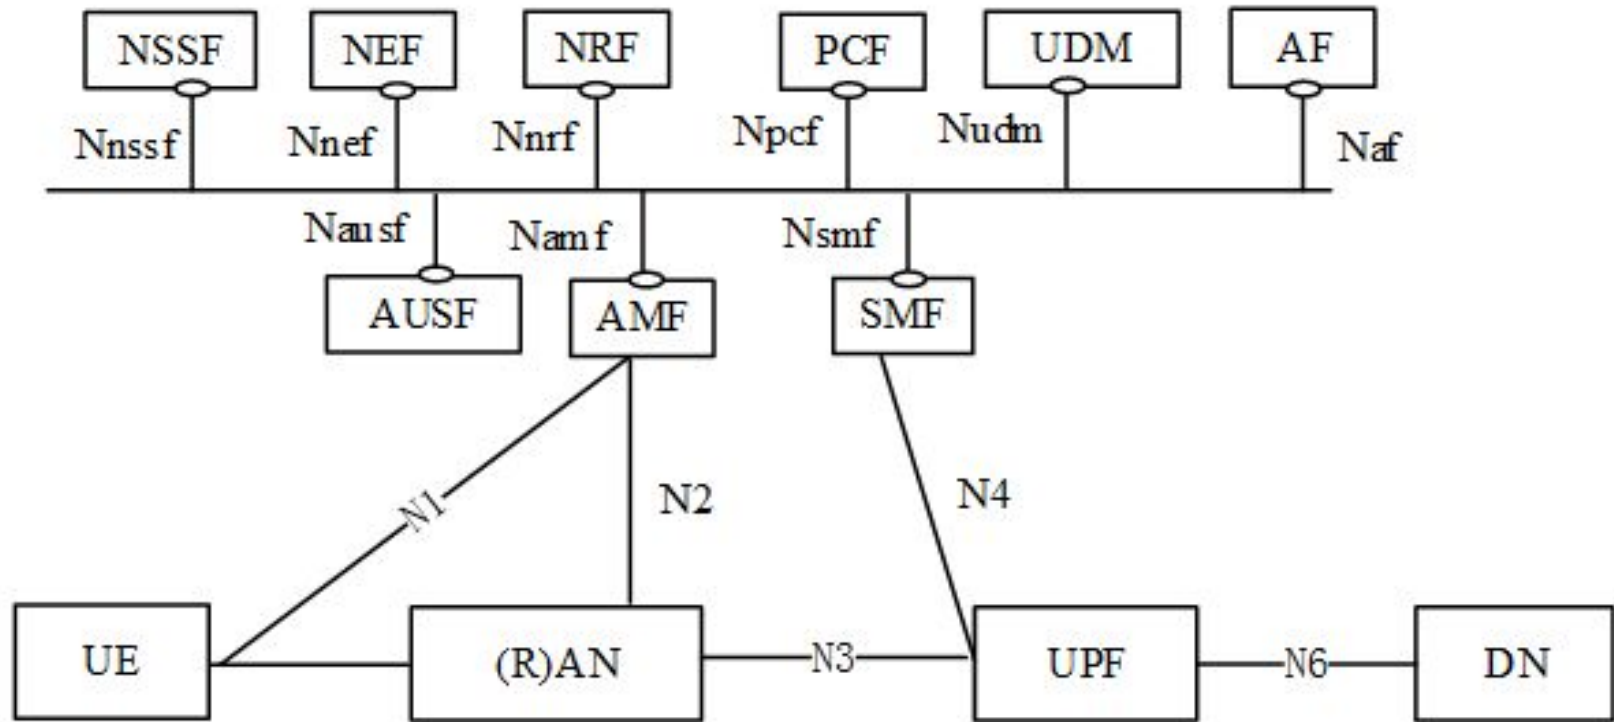 NSSF NEF NRF PCF UDM AF
Nnssf Nnef Nnrf Npcf Nudm Naf
Nausf Namf Nsmf
AUSF AMF SMF
N1 N2 N4
UE (R)AN N3 UPF N6 DN